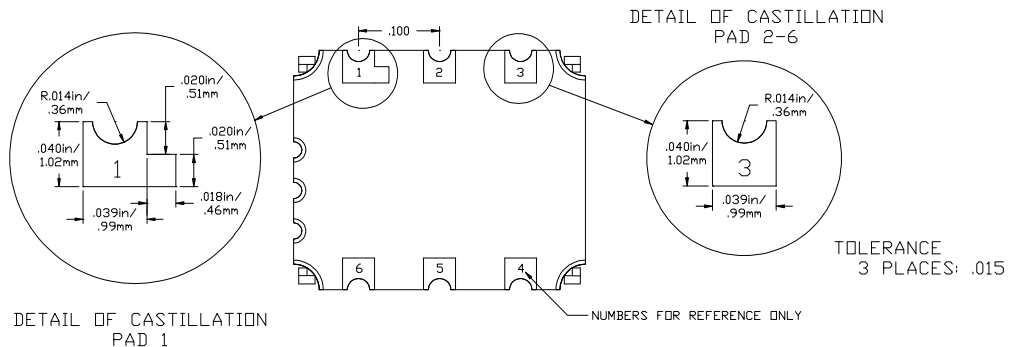 DETAIL OF CASTILLATION
PAD 2-6
.100
1
2
3
.020in/
.51mm
R.014in/
.36mm
.020in/
.51mm
.040in/
1.02mm
1
.018in/
.46mm
.039in/
.99mm
R.014in/
.36mm
.040in/
1.02mm
3
.039in/
.99mm
TOLERANCE
3 PLACES: .015
6
5
4
NUMBERS FOR REFERENCE ONLY
DETAIL OF CASTILLATION
PAD 1